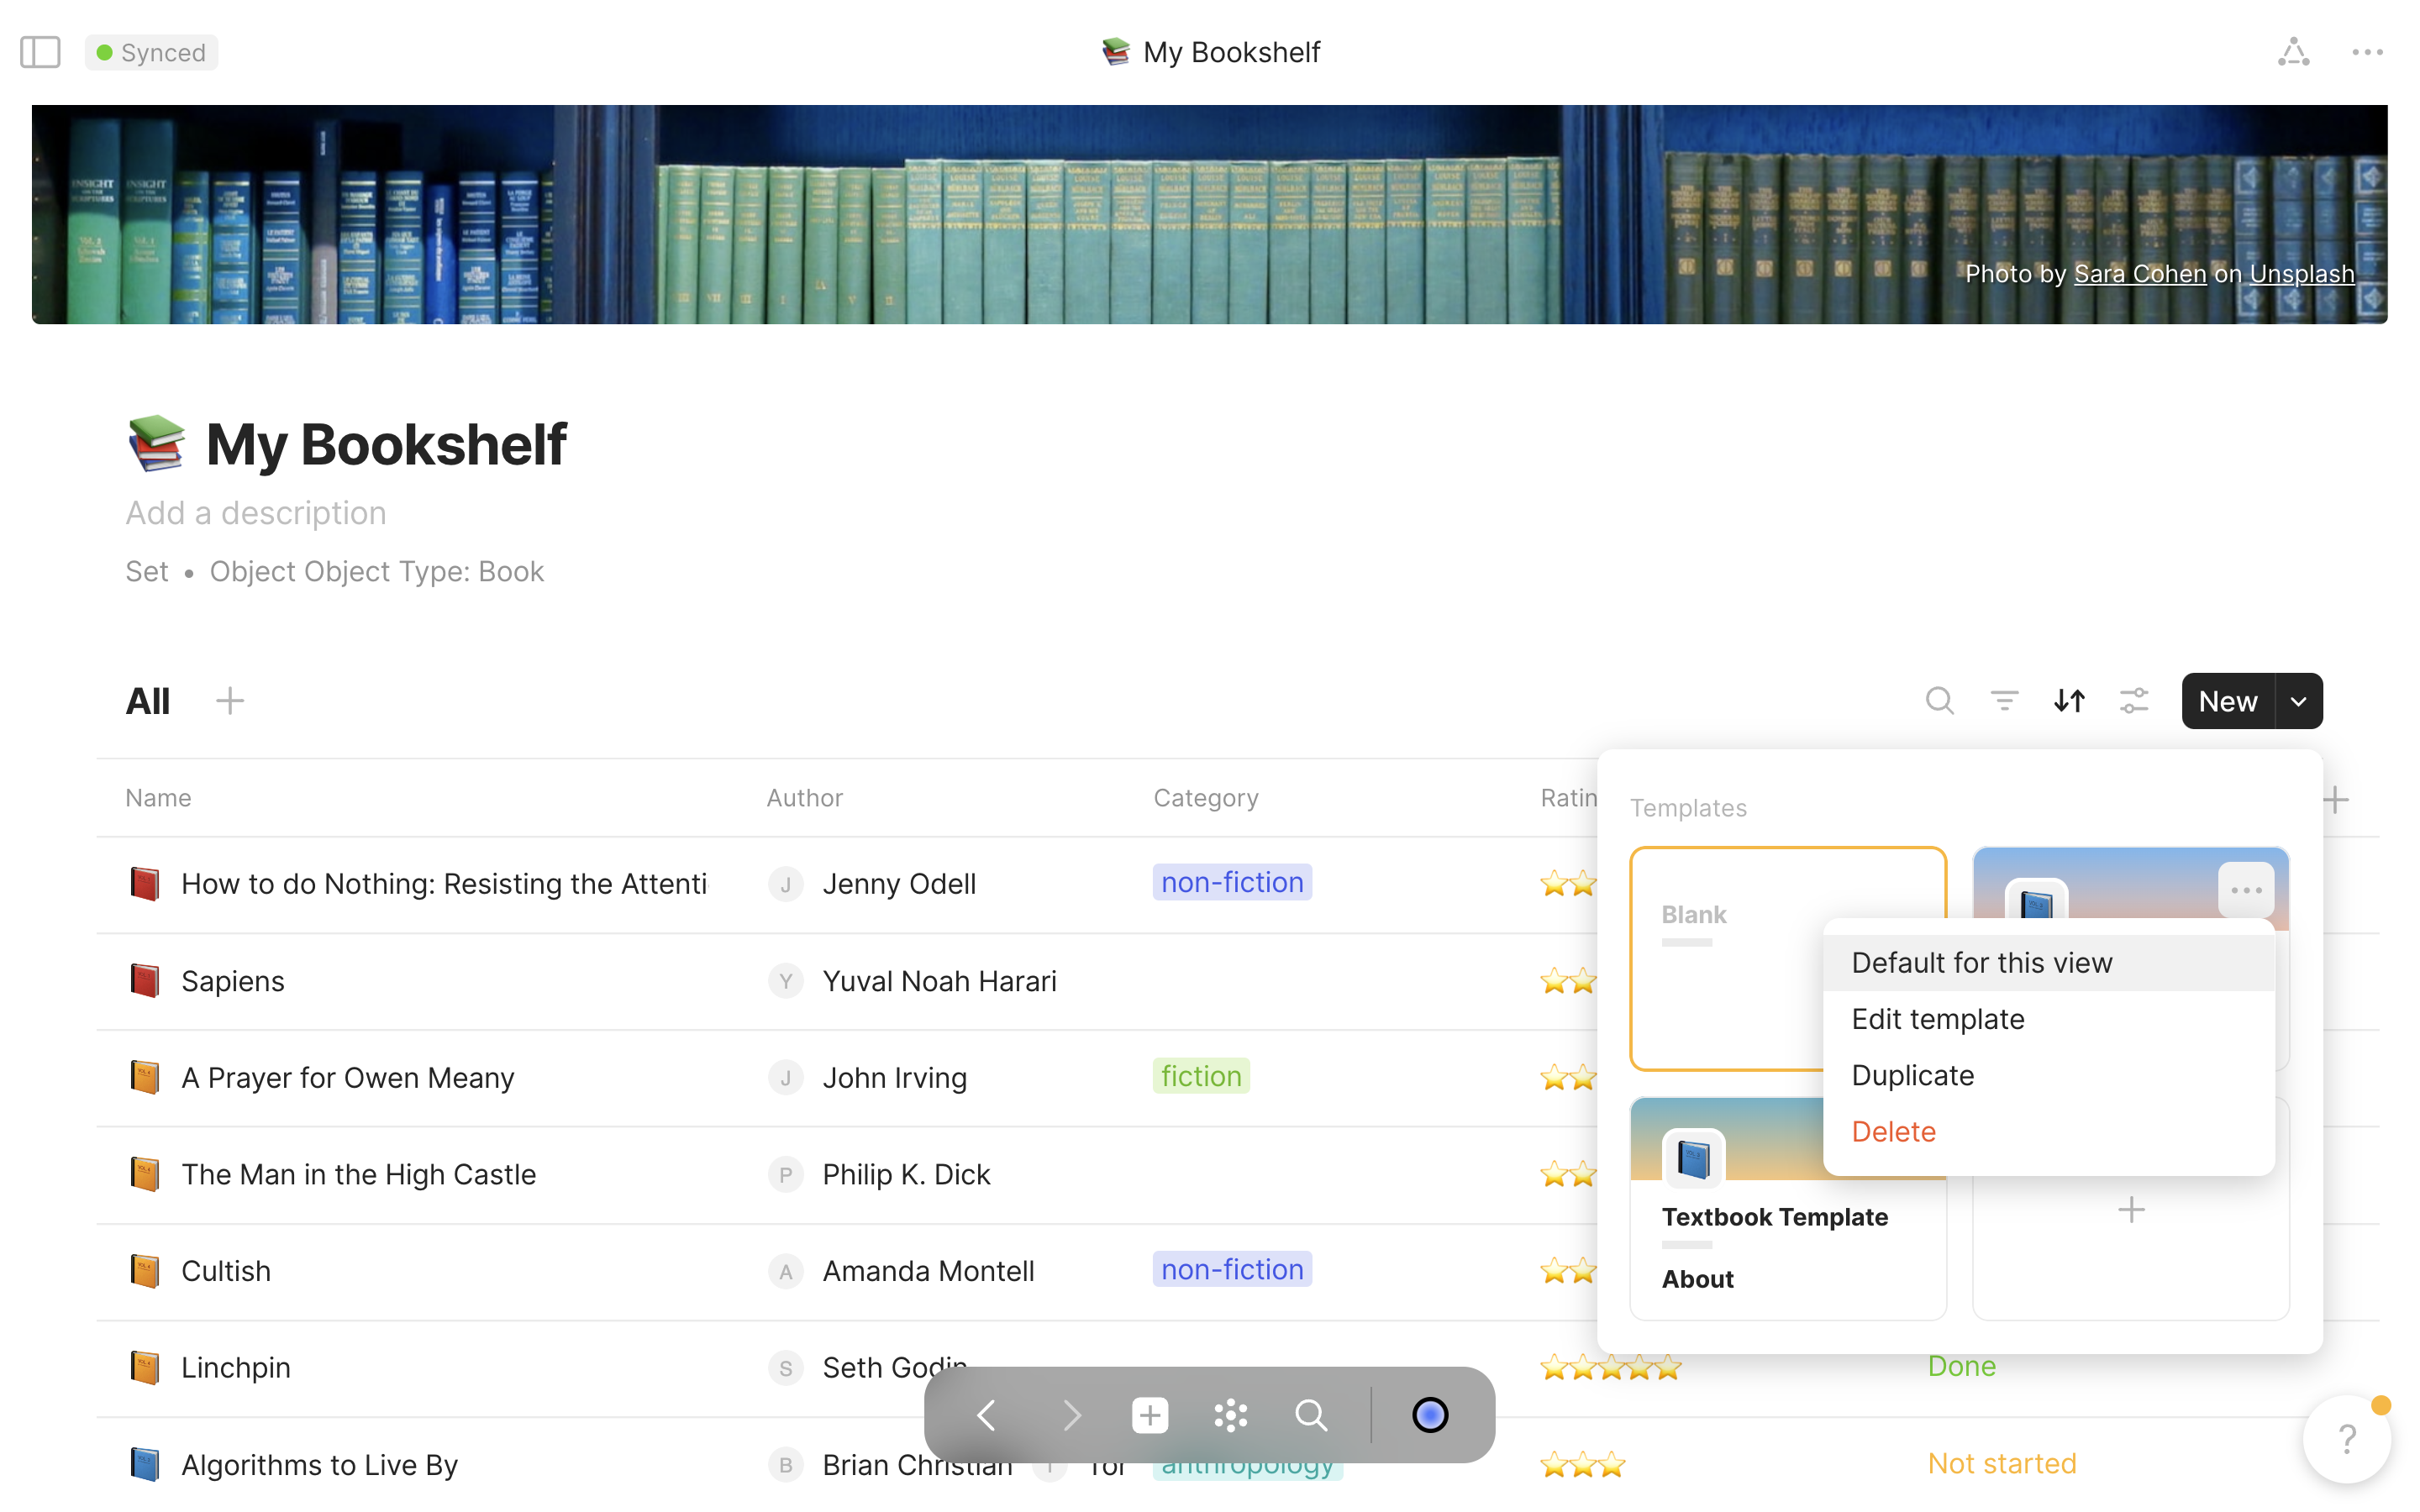 Synced
My Bookshelf
INSIGHT
INSIGHT
Photo by Sara Cohen on Unsplash
My Bookshelf
Add a description
Set • Object Object Type: Book
All
New
Name
Author
Category
Ratin
Templates
How to do Nothing: Resisting the Attenti
J
Jenny Odell
non-fiction
Blank
Default for this view
Sapiens
Y
Yuval Noah Harari
Edit template
A Prayer for Owen Meany
J
John Irving
fiction
Duplicate
Delete
The Man in the High Castle
P
Philip K. Dick
Textbook Template
Cultish
A
Amanda Montell
non-fiction
About
Linchpin
S
Seth Godin
Done
Algorithms to Live By
B
Brian Christian
anthropology
Not started
?